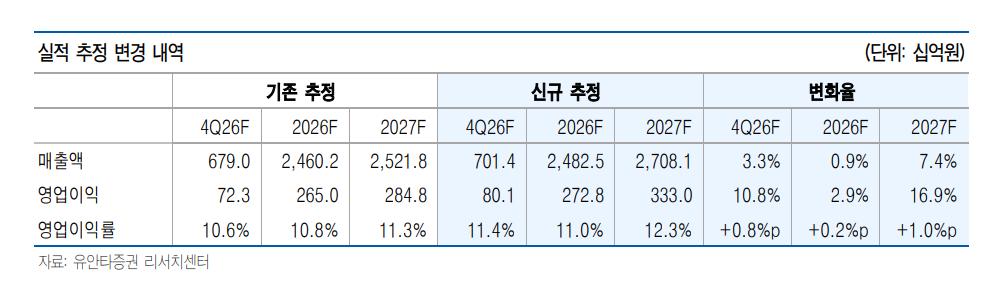 실적 추정 변경 내역 (단위: 십억원)
기존 추정 신규 추정 변화율
4Q26F 2026F 2027F 4Q26F 2026F 2027F 4Q26F 2026F 2027F
매출액 679.0 2,460.2 2,521.8 701.4 2,482.5 2,708.1 3.3% 0.9% 7.4%
영업이익 72.3 265.0 284.8 80.1 272.8 333.0 10.8% 2.9% 16.9%
영업이익률 10.6% 10.8% 11.3% 11.4% 11.0% 12.3% +0.8%p +0.2%p +1.0%p
자료: 유안타증권 리서치센터